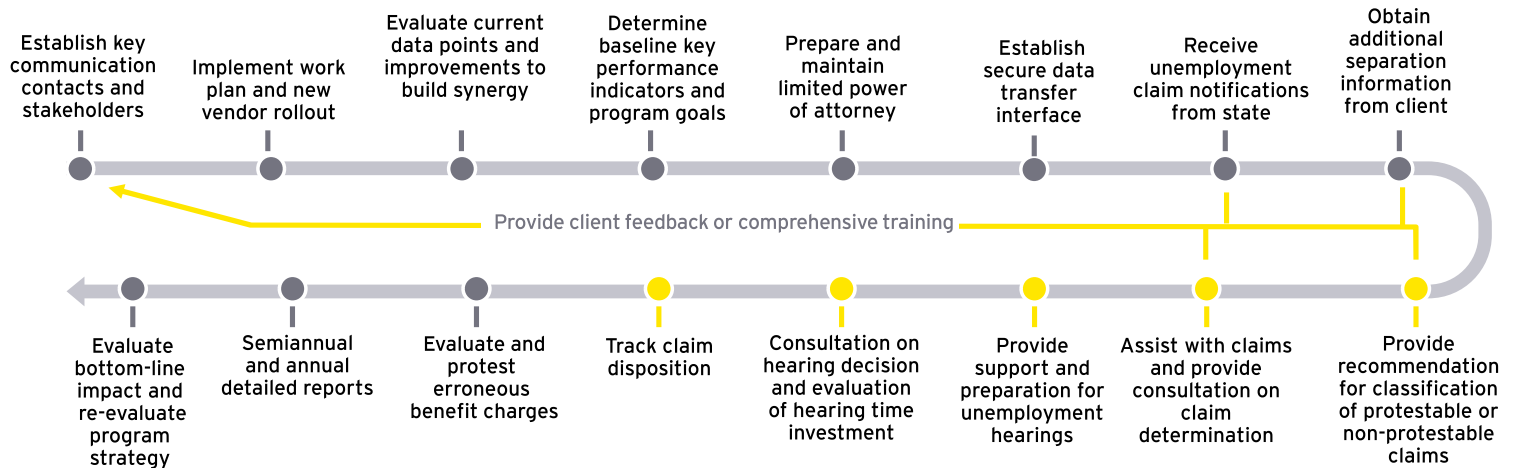 Establish key
communication
contacts and
stakeholders
Implement work
plan and new
vendor rollout
Evaluate current
data points and
improvements to
build synergy
Determine
baseline key
performance
indicators and
program goals
Prepare and
maintain
limited power
of attorney
Establish
secure data
transfer
interface
Receive
unemployment
claim notifications
from state
Obtain
additional
separation
information
from client
Provide client feedback or comprehensive training
Evaluate
bottom-line
impact and
re-evaluate
program
strategy
Semiannual
and annual
detailed reports
Evaluate and
protest
erroneous
benefit charges
Track claim
disposition
Consultation on
hearing decision
and evaluation
of hearing time
investment
Provide
support and
preparation for
unemployment
hearings
Assist with claims
and provide
consultation on
claim
determination
Provide
recommendation
for classification
of protestable or
non-protestable
claims